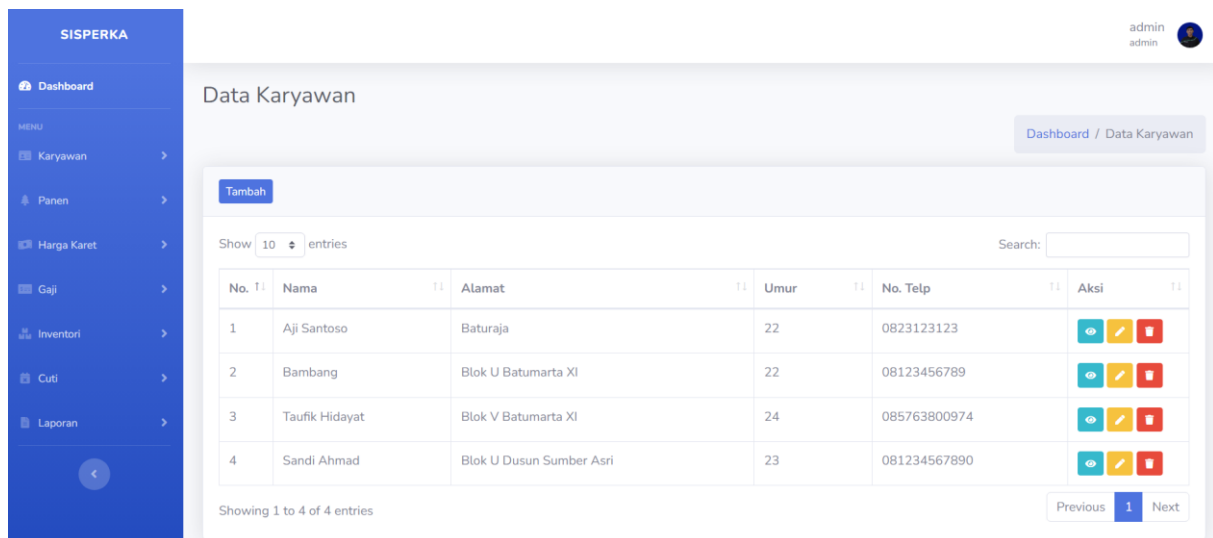 SISPERKA
admin
admin
Dashboard
Data Karyawan
MENU
Dashboard / Data Karyawan
Karyawan
Panen
Harga Karet
Gaji
Inventori
Cuti
Laporan
Tambah
Show 10 entries Search:
No. Nama Alamat Umur No. Telp Aksi
1 Aji Santoso Baturaja 22 0823123123
2 Bambang Blok U Batumarta XI 22 08123456789
3 Taufik Hidayat Blok V Batumarta XI 24 085763800974
4 Sandi Ahmad Blok U Dusun Sumber Asri 23 081234567890
Showing 1 to 4 of 4 entries Previous 1 Next